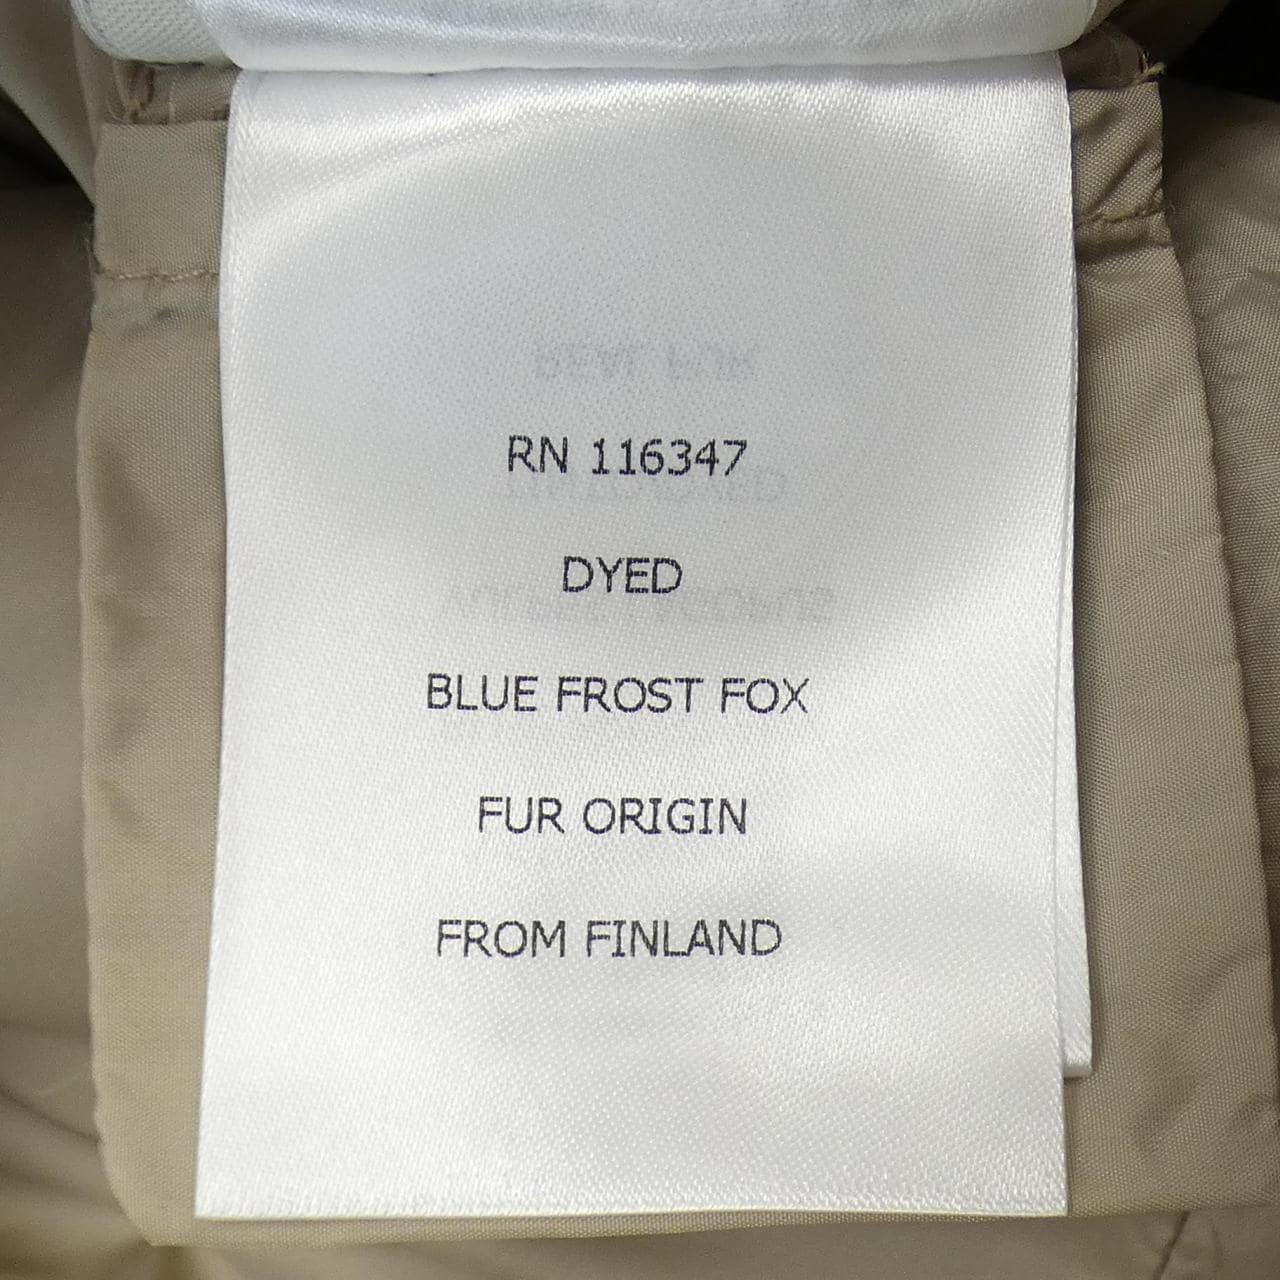 RN 116347
DYED
BLUE FROST FOX
FUR ORIGIN
FROM FINLAND